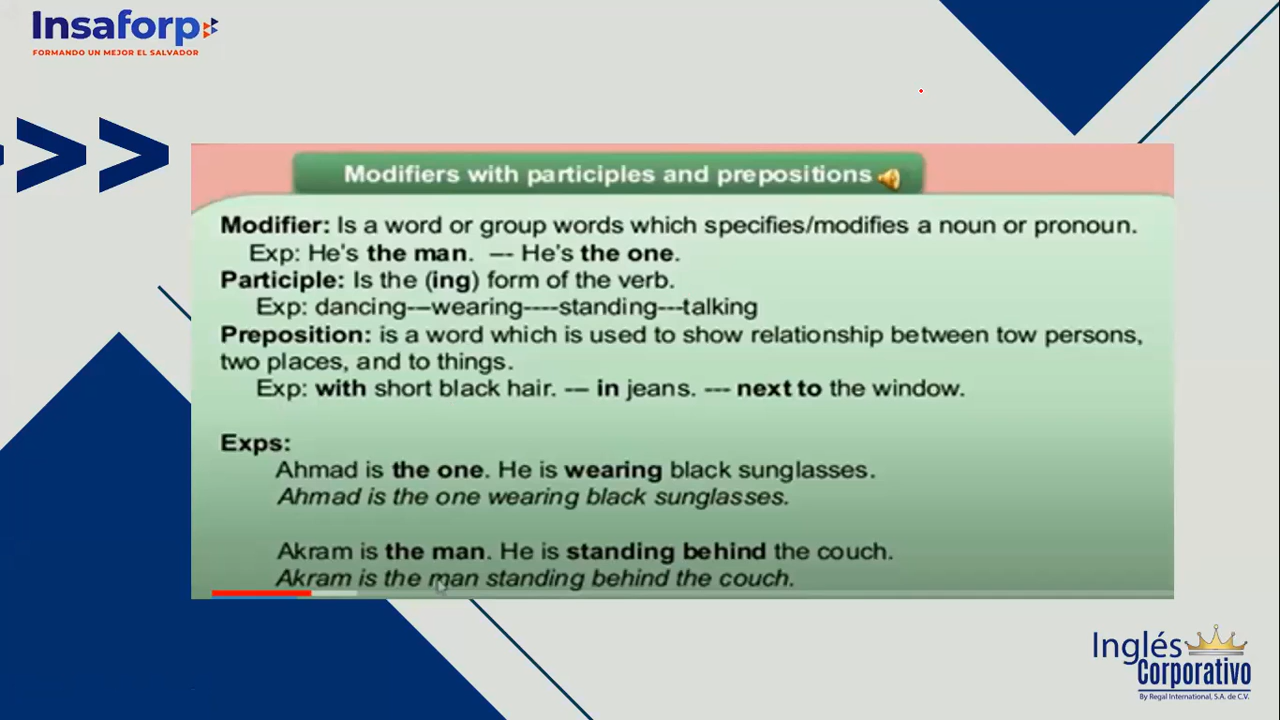 Insaforp
FORMANDO UN MEJOR EL SALVADOR
Modifiers with participles and prepositions
Modifier: Is a word or group words which specifies/modifies a noun or pronoun.
Exp: He's the man. --- He's the one.
Participle: Is the (ing) form of the verb.
Exp: dancing---wearing----standing---talking
Preposition: is a word which is used to show relationship between tow persons,
two places, and to things.
Exp: with short black hair. --- in jeans. --- next to the window.
Exps:
Ahmad is the one. He is wearing black sunglasses.
Ahmad is the one wearing black sunglasses.
Akram is the man. He is standing behind the couch.
Akram is the man standing behind the couch.
Inglés
Corporativo
By Regal International, S.A. de C.V.